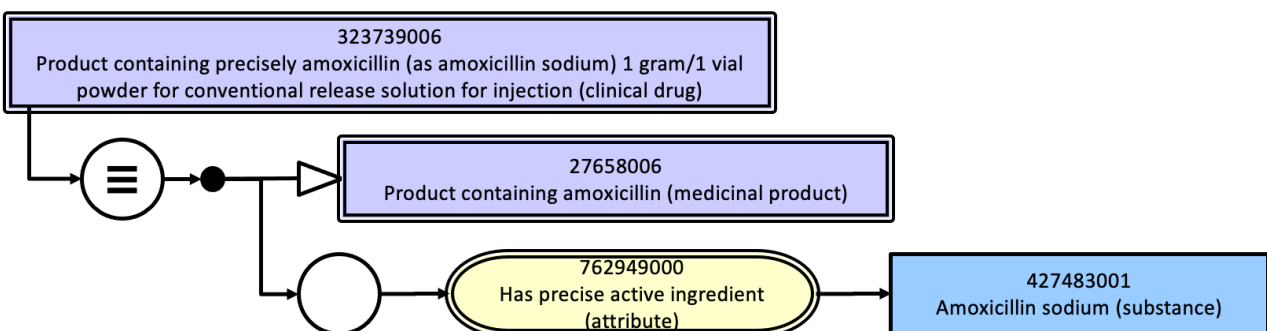 323739006
Product containing precisely amoxicillin (as amoxicillin sodium) 1 gram/1 vial
powder for conventional release solution for injection (clinical drug)
27658006
Product containing amoxicillin (medicinal product)
762949000
Has precise active ingredient
(attribute)
427483001
Amoxicillin sodium (substance)